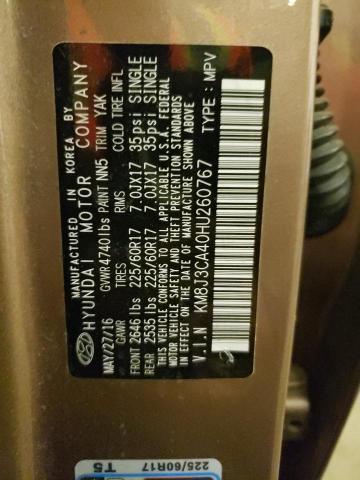 MANUFACTURED IN KOREA BY
HYUNDAI MOTOR COMPANY
MAY/27/16 GVWR 4740 lbs PAINT NN5 TRIM YAK
GAWR TIRES RIMS COLD TIRE INFL
FRONT 2646 lbs 225/60R17 7.0JX17 35psi SINGLE
REAR 2535 lbs 225/60R17 7.0JX17 35psi SINGLE
THIS VEHICLE CONFORMS TO ALL APPLICABLE U.S.A. FEDERAL
MOTOR VEHICLE SAFETY AND THEFT PREVENTION STANDARDS
IN EFFECT ON THE DATE OF MANUFACTURE SHOWN ABOVE
V.I.N KM8J3CA40HU260767 TYPE : MPV
225/60R17
T5